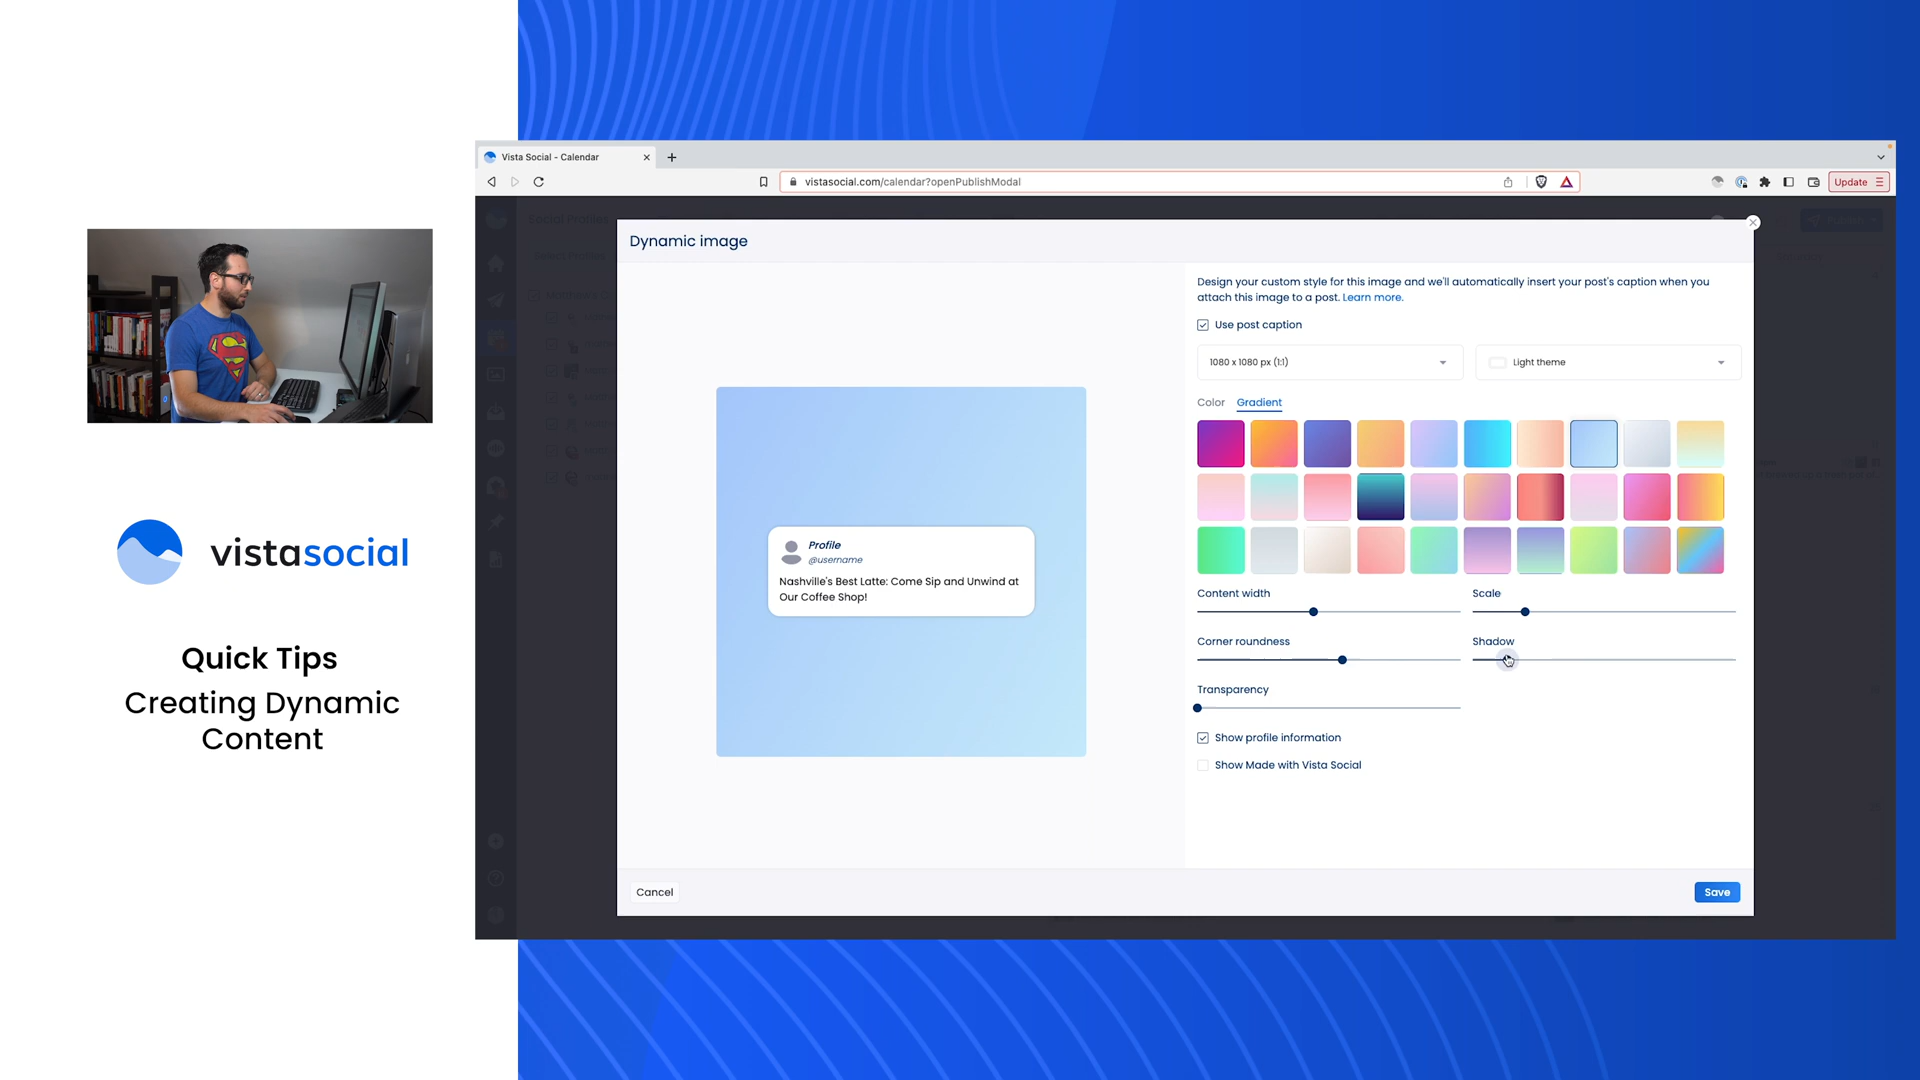 vistasocial
Quick Tips
Creating Dynamic
Content
Vista Social - Calendar
vistasocial.com/calendar?openPublishModal
Update
Dynamic image
Profile
@username
Nashville's Best Latte: Come Sip and Unwind at
Our Coffee Shop!
Design your custom style for this image and we'll automatically insert your post's caption when you
attach this image to a post. Learn more.
Use post caption
1080 x 1080 px (1:1)
Light theme
Color
Gradient
Content width
Scale
Corner roundness
Shadow
Transparency
Show profile information
Show Made with Vista Social
Cancel
Save